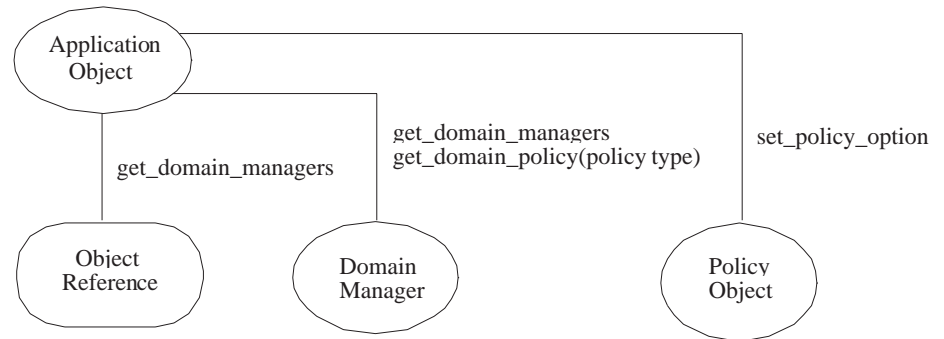 Application
Object
get_domain_managers
get_domain_managers
get_domain_policy(policy type)
set_policy_option
Object
Reference
Domain
Manager
Policy
Object